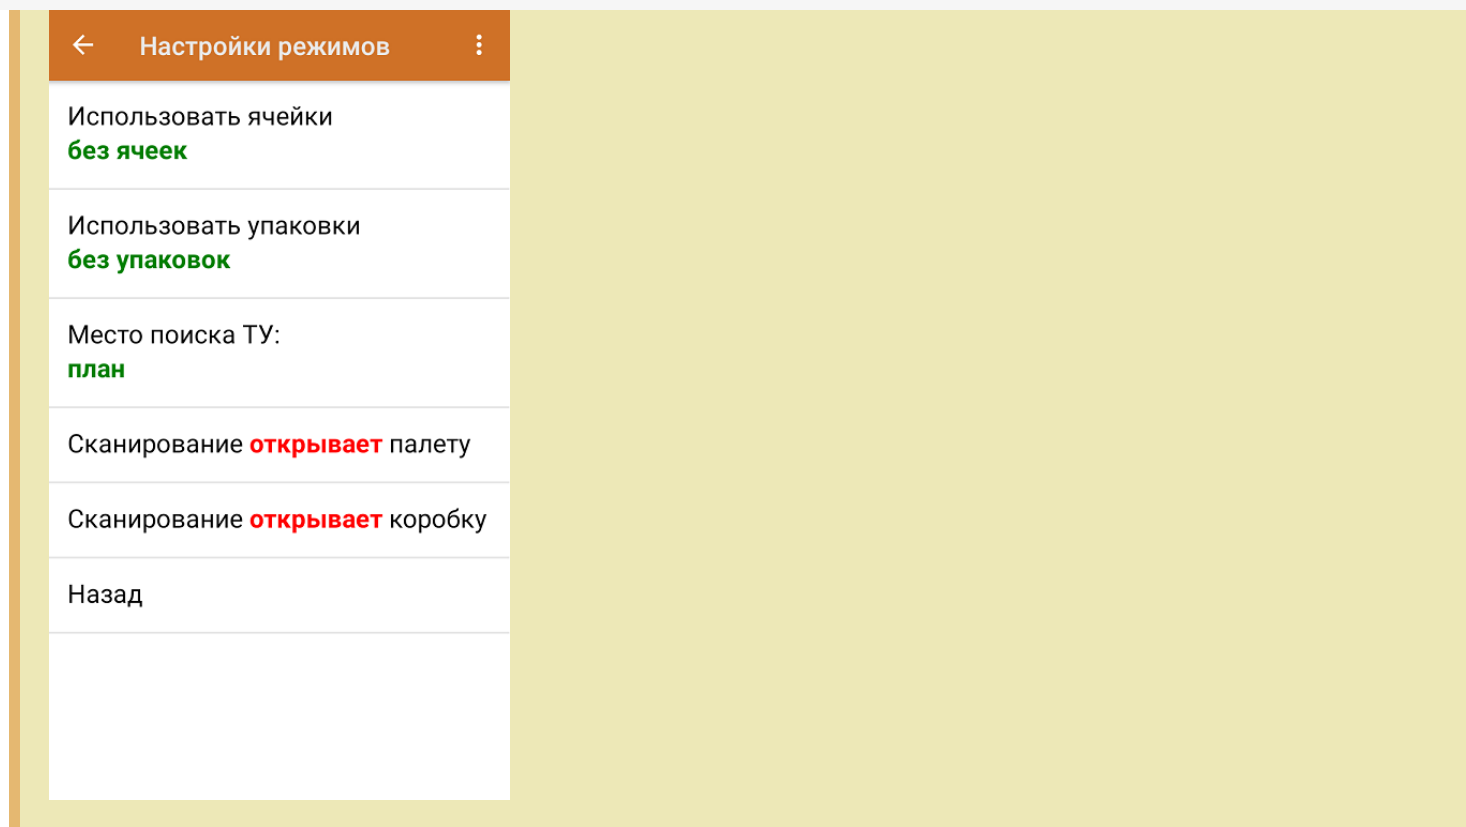 Настройки режимов
Использовать ячейки
без ячеек
Использовать упаковки
без упаковок
Место поиска ТУ:
план
Сканирование открывает палету
Сканирование открывает коробку
Назад